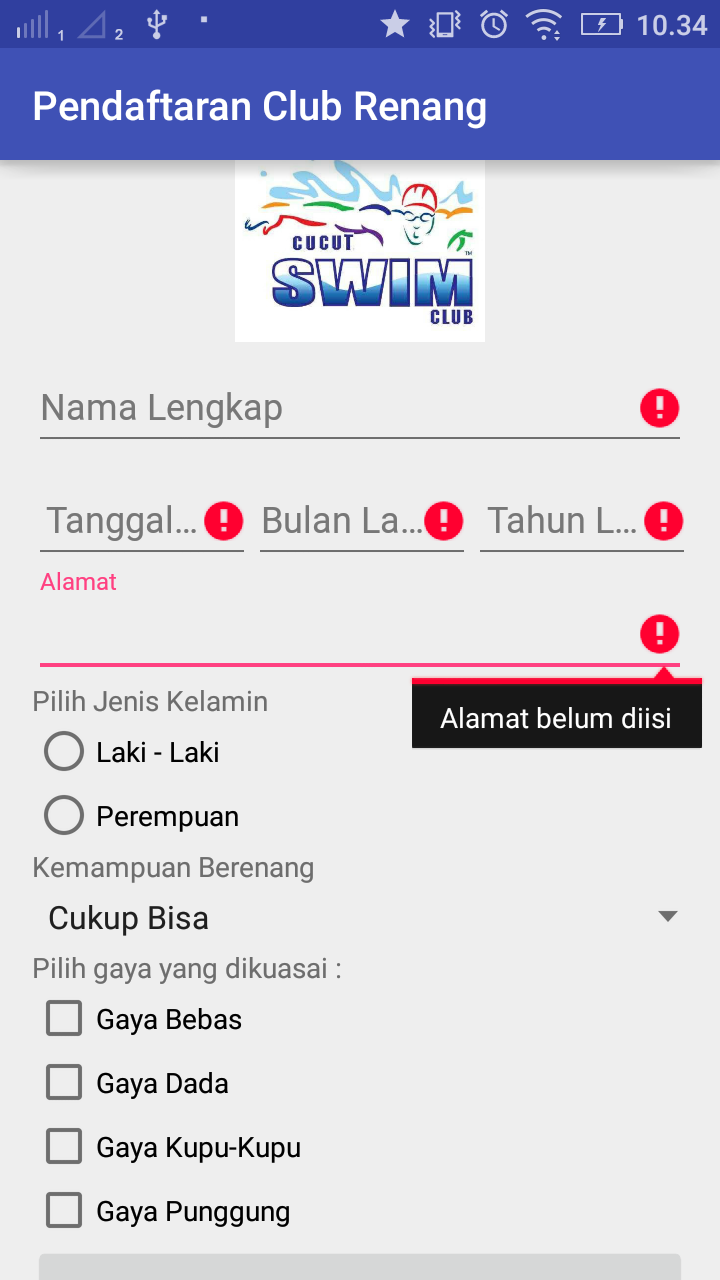 1 2 10.34
Pendaftaran Club Renang
CUCUT
SWIM
TM
CLUB
Nama Lengkap
Tanggal... Bulan La... Tahun L...
Alamat
Alamat belum diisi
Pilih Jenis Kelamin
Laki - Laki
Perempuan
Kemampuan Berenang
Cukup Bisa
Pilih gaya yang dikuasai :
Gaya Bebas
Gaya Dada
Gaya Kupu-Kupu
Gaya Punggung